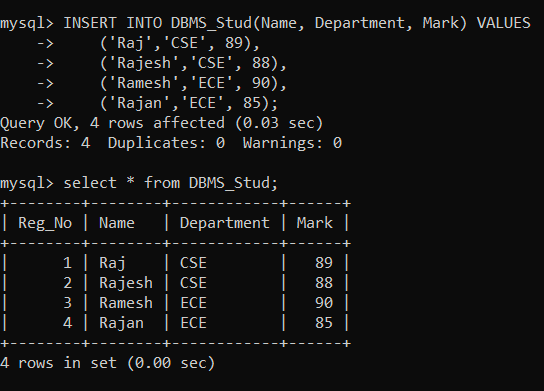 mysql> INSERT INTO DBMS_Stud(Name, Department, Mark) VALUES
    ->     ('Raj','CSE', 89),
    ->     ('Rajesh','CSE', 88),
    ->     ('Ramesh','ECE', 90),
    ->     ('Rajan','ECE', 85);
Query OK, 4 rows affected (0.03 sec)
Records: 4  Duplicates: 0  Warnings: 0

mysql> select * from DBMS_Stud;
+--------+--------+------------+------+
| Reg_No | Name   | Department | Mark |
+--------+--------+------------+------+
|      1 | Raj    | CSE        |   89 |
|      2 | Rajesh | CSE        |   88 |
|      3 | Ramesh | ECE        |   90 |
|      4 | Rajan  | ECE        |   85 |
+--------+--------+------------+------+
4 rows in set (0.00 sec)